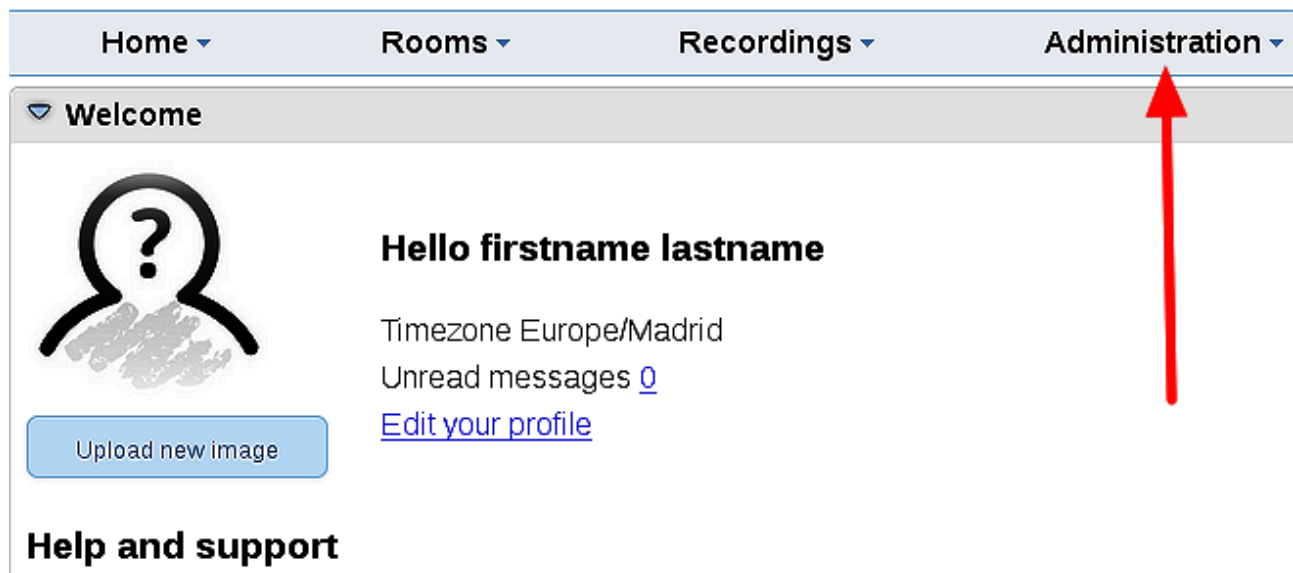 Home Rooms Recordings Administration
Welcome
?
Hello firstname lastname
Timezone Europe/Madrid
Unread messages 0
Edit your profile
Upload new image
Help and support